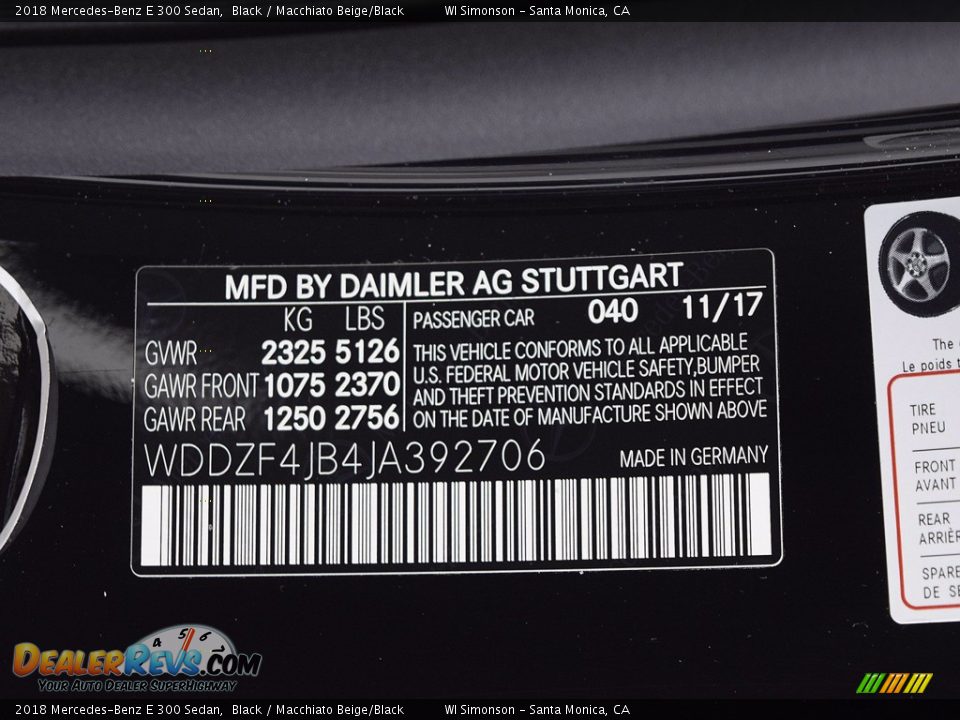 2018 Mercedes-Benz E 300 Sedan, Black / Macchiato Beige/Black WI Simonson - Santa Monica, CA
MFD BY DAIMLER AG STUTTGART
KG LBS
GVWR 2325 5126
GAWR FRONT 1075 2370
GAWR REAR 1250 2756
PASSENGER CAR 040 11/17
THIS VEHICLE CONFORMS TO ALL APPLICABLE
U.S. FEDERAL MOTOR VEHICLE SAFETY,BUMPER
AND THEFT PREVENTION STANDARDS IN EFFECT
ON THE DATE OF MANUFACTURE SHOWN ABOVE
WDDZF4JB4JA392706 MADE IN GERMANY
The
Le poids
TIRE
PNEU
FRONT
AVANT
REAR
ARRIÈR
SPARE
DE
4 5 6
DealerRevs.com
Your Auto Dealer SuperHighway
2018 Mercedes-Benz E 300 Sedan, Black / Macchiato Beige/Black WI Simonson - Santa Monica, CA